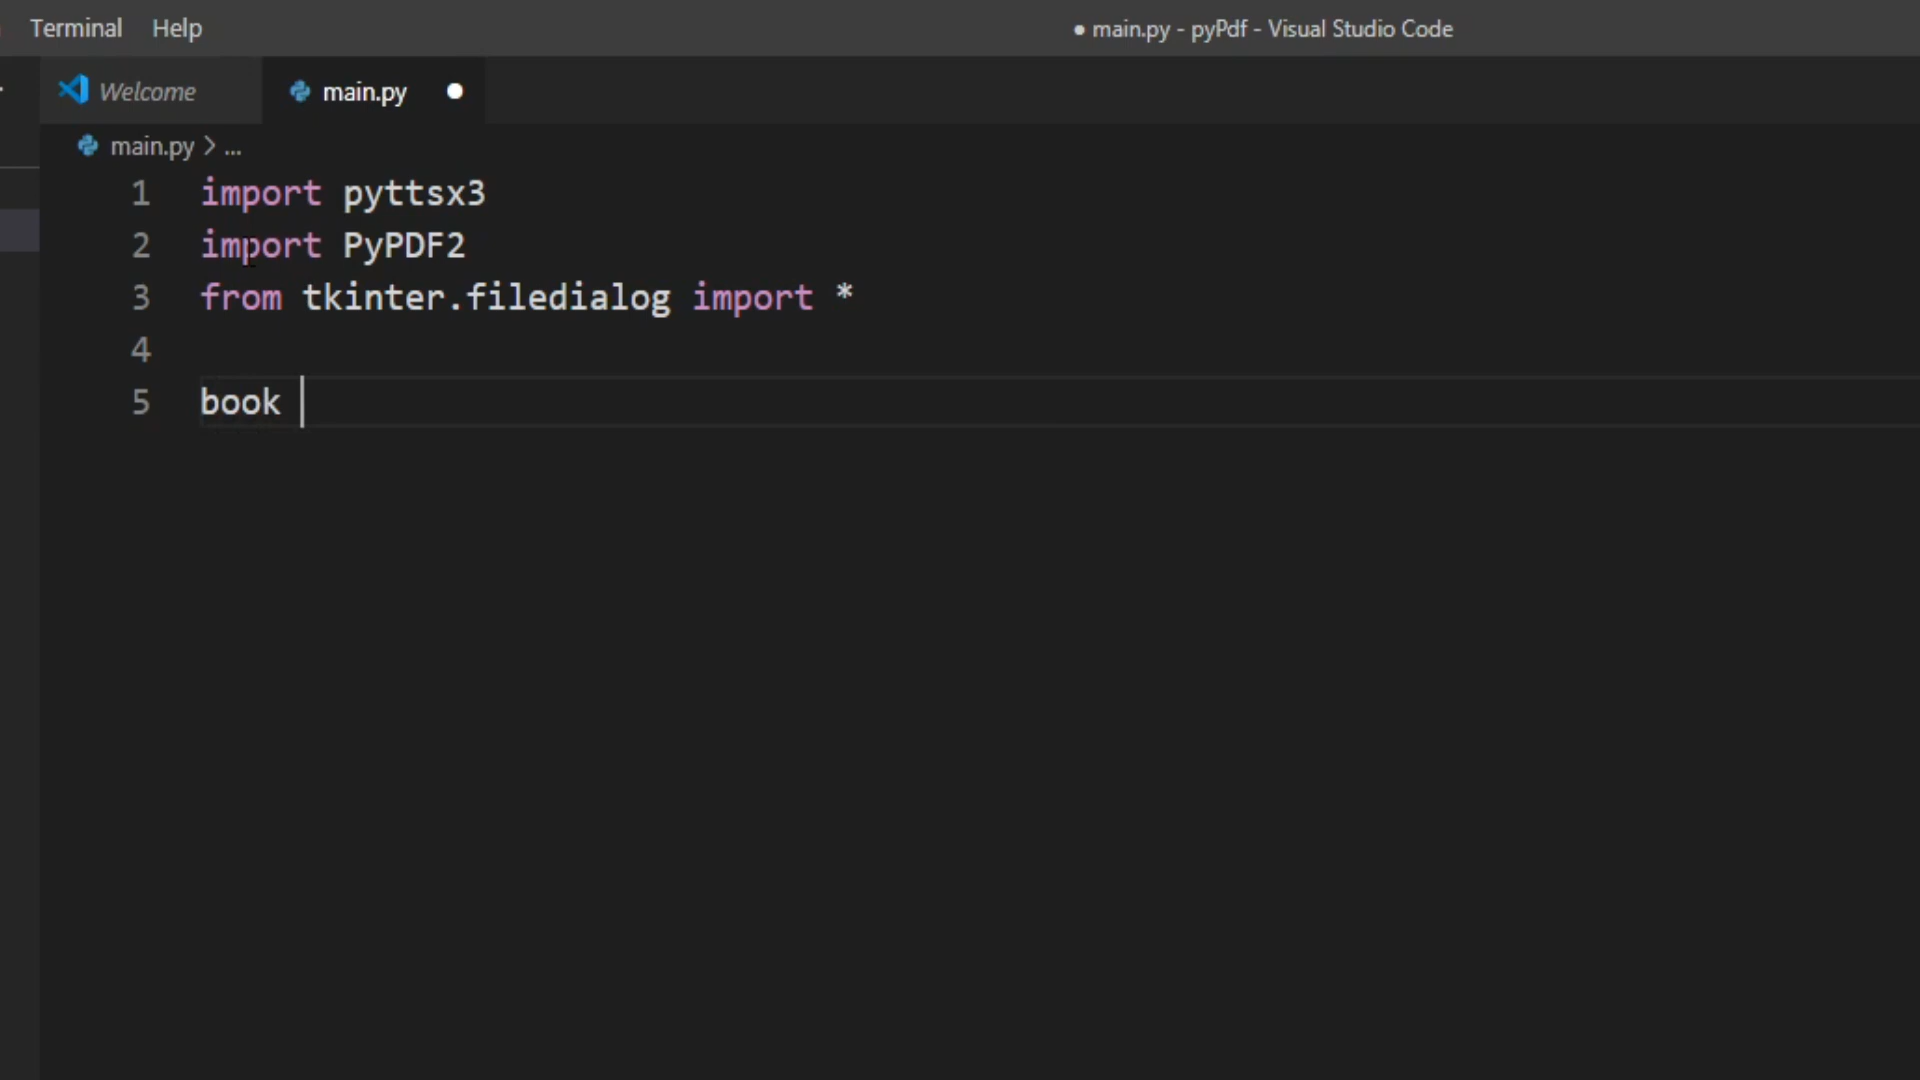 Terminal Help
● main.py - pyPdf - Visual Studio Code
Welcome
main.py
main.py > ...
1 import pyttsx3
2 import PyPDF2
3 from tkinter.filedialog import *
4
5 book